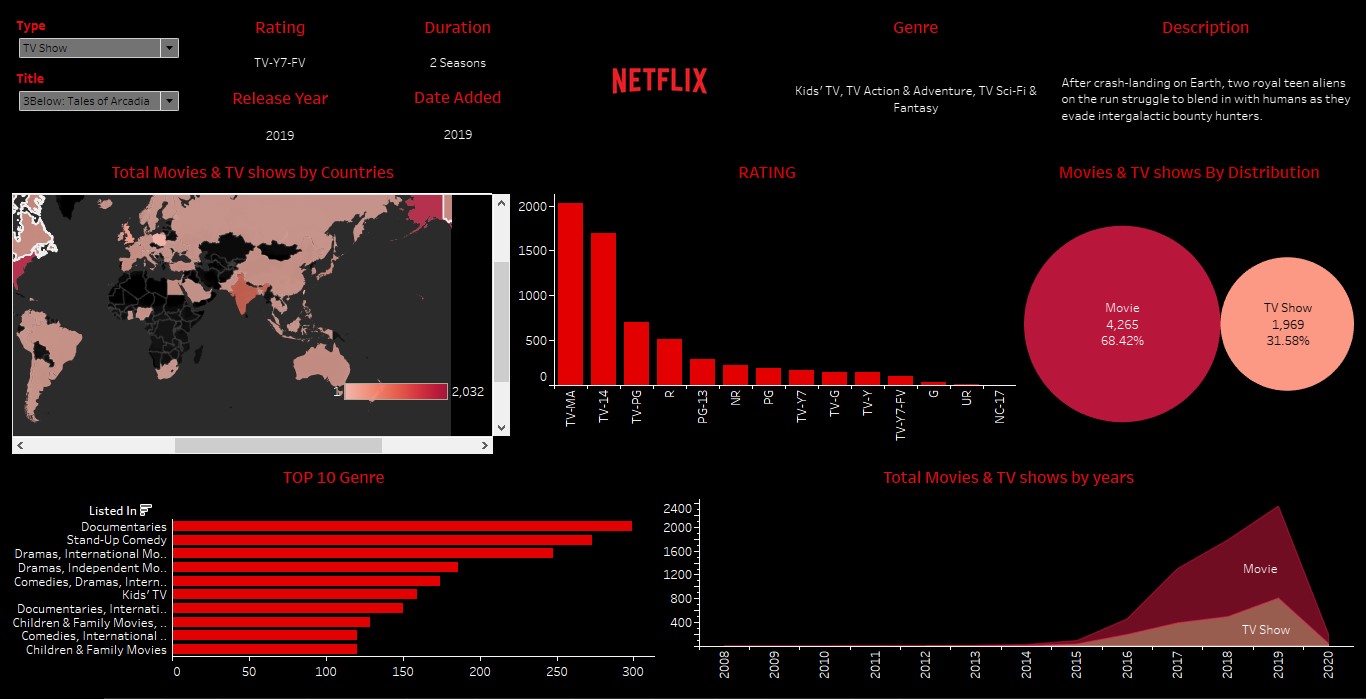 Type
TV Show
Title
3Below: Tales of Arcadia
Rating
TV-Y7-FV
Release Year
2019
Duration
2 Seasons
Date Added
2019
NETFLIX
Genre
Kids' TV, TV Action & Adventure, TV Sci-Fi &
Fantasy
Description
After crash-landing on Earth, two royal teen aliens
on the run struggle to blend in with humans as they
evade intergalactic bounty hunters.
Total Movies & TV shows by Countries
1
2,032
RATING
2000
1500
1000
500
0
TV-MA
TV-14
TV-PG
R
PG-13
NR
PG
TV-Y7
TV-G
TV-Y
TV-Y7-FV
G
UR
NC-17
Movies & TV shows By Distribution
Movie
4,265
68.42%
TV Show
1,969
31.58%
TOP 10 Genre
Listed In
Documentaries
Stand-Up Comedy
Dramas, International Mo..
Dramas, Independent Mo..
Comedies, Dramas, Intern..
Kids' TV
Documentaries, Internati..
Children & Family Movies, ..
Comedies, International ..
Children & Family Movies
0 50 100 150 200 250 300
Total Movies & TV shows by years
2400
2000
1600
1200
800
400
Movie
TV Show
2008
2009
2010
2011
2012
2013
2014
2015
2016
2017
2018
2019
2020